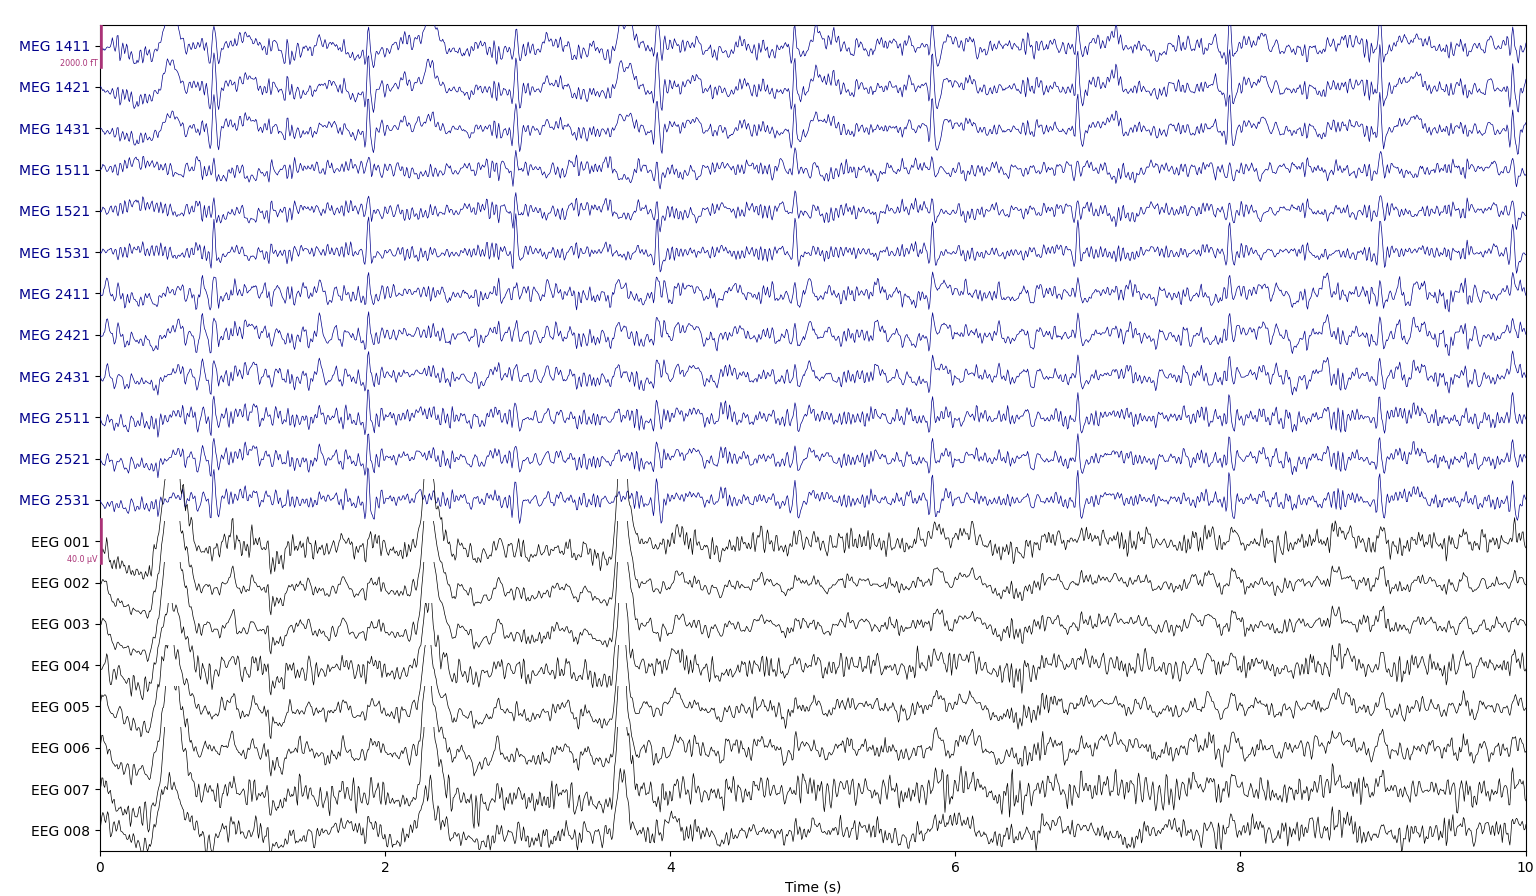 MEG 1411
2000.0 fT
MEG 1421
MEG 1431
MEG 1511
MEG 1521
MEG 1531
MEG 2411
MEG 2421
MEG 2431
MEG 2511
MEG 2521
MEG 2531
EEG 001
40.0 µV
EEG 002
EEG 003
EEG 004
EEG 005
EEG 006
EEG 007
EEG 008
0 2 4 6 8 10
Time (s)